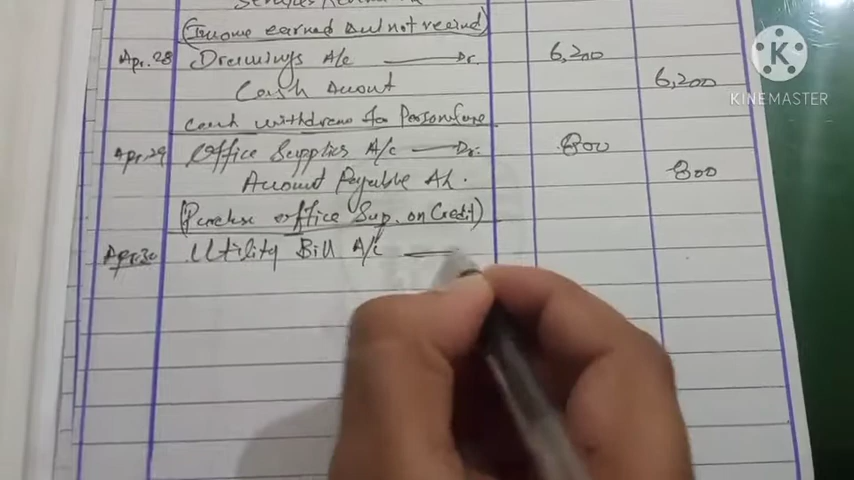 Services Revenue
(Income earned but not received)
Apr. 28 Drawings A/c Dr. 6,200
Cash Account 6,200
Cash withdrawn for Personal use
Apr. 29 Office Supplies A/c Dr. 800
Account Payable A/c. 800
(Purchase office Sup. on Credit)
Apr. 30 Utility Bill A/c
KINEMASTER